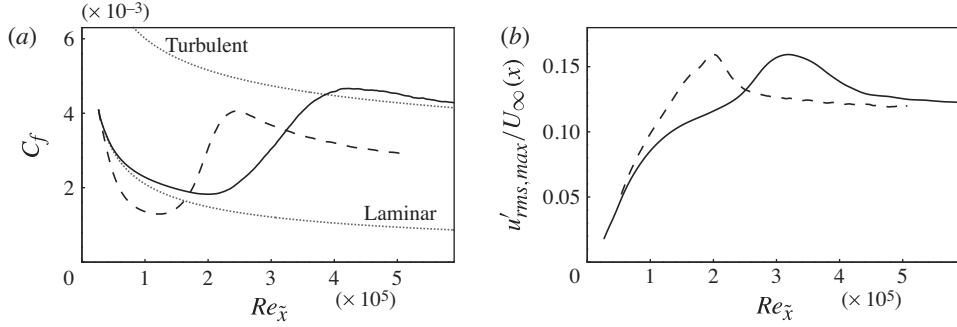 (× 10⁻³)
(a)
6
4
2
0
C_f
Turbulent
Laminar
1 2 3 4 5
Re_x̃
(× 10⁵)
(b)
0.15
0.10
0.05
0
u′_rms,max/U_∞(x)
1 2 3 4 5
Re_x̃
(× 10⁵)